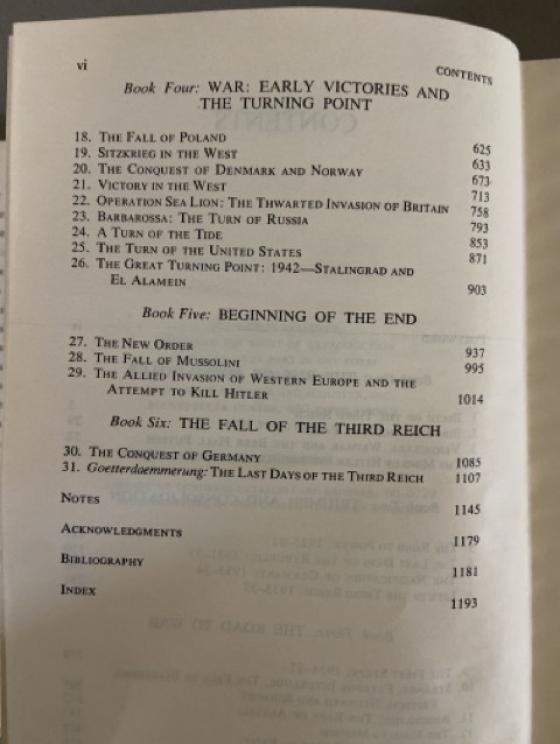 vi
CONTENTS
Book Four: WAR: EARLY VICTORIES AND
THE TURNING POINT
18. THE FALL OF POLAND 625
19. SITZKRIEG IN THE WEST 633
20. THE CONQUEST OF DENMARK AND NORWAY 673
21. VICTORY IN THE WEST 713
22. OPERATION SEA LION: THE THWARTED INVASION OF BRITAIN 758
23. BARBAROSSA: THE TURN OF RUSSIA 793
24. A TURN OF THE TIDE 853
25. THE TURN OF THE UNITED STATES 871
26. THE GREAT TURNING POINT: 1942—STALINGRAD AND
EL ALAMEIN 903
Book Five: BEGINNING OF THE END
27. THE NEW ORDER 937
28. THE FALL OF MUSSOLINI 995
29. THE ALLIED INVASION OF WESTERN EUROPE AND THE
ATTEMPT TO KILL HITLER 1014
Book Six: THE FALL OF THE THIRD REICH
30. THE CONQUEST OF GERMANY 1085
31. Goetterdaemmerung: THE LAST DAYS OF THE THIRD REICH 1107
NOTES 1145
ACKNOWLEDGMENTS 1179
BIBLIOGRAPHY 1181
INDEX 1193